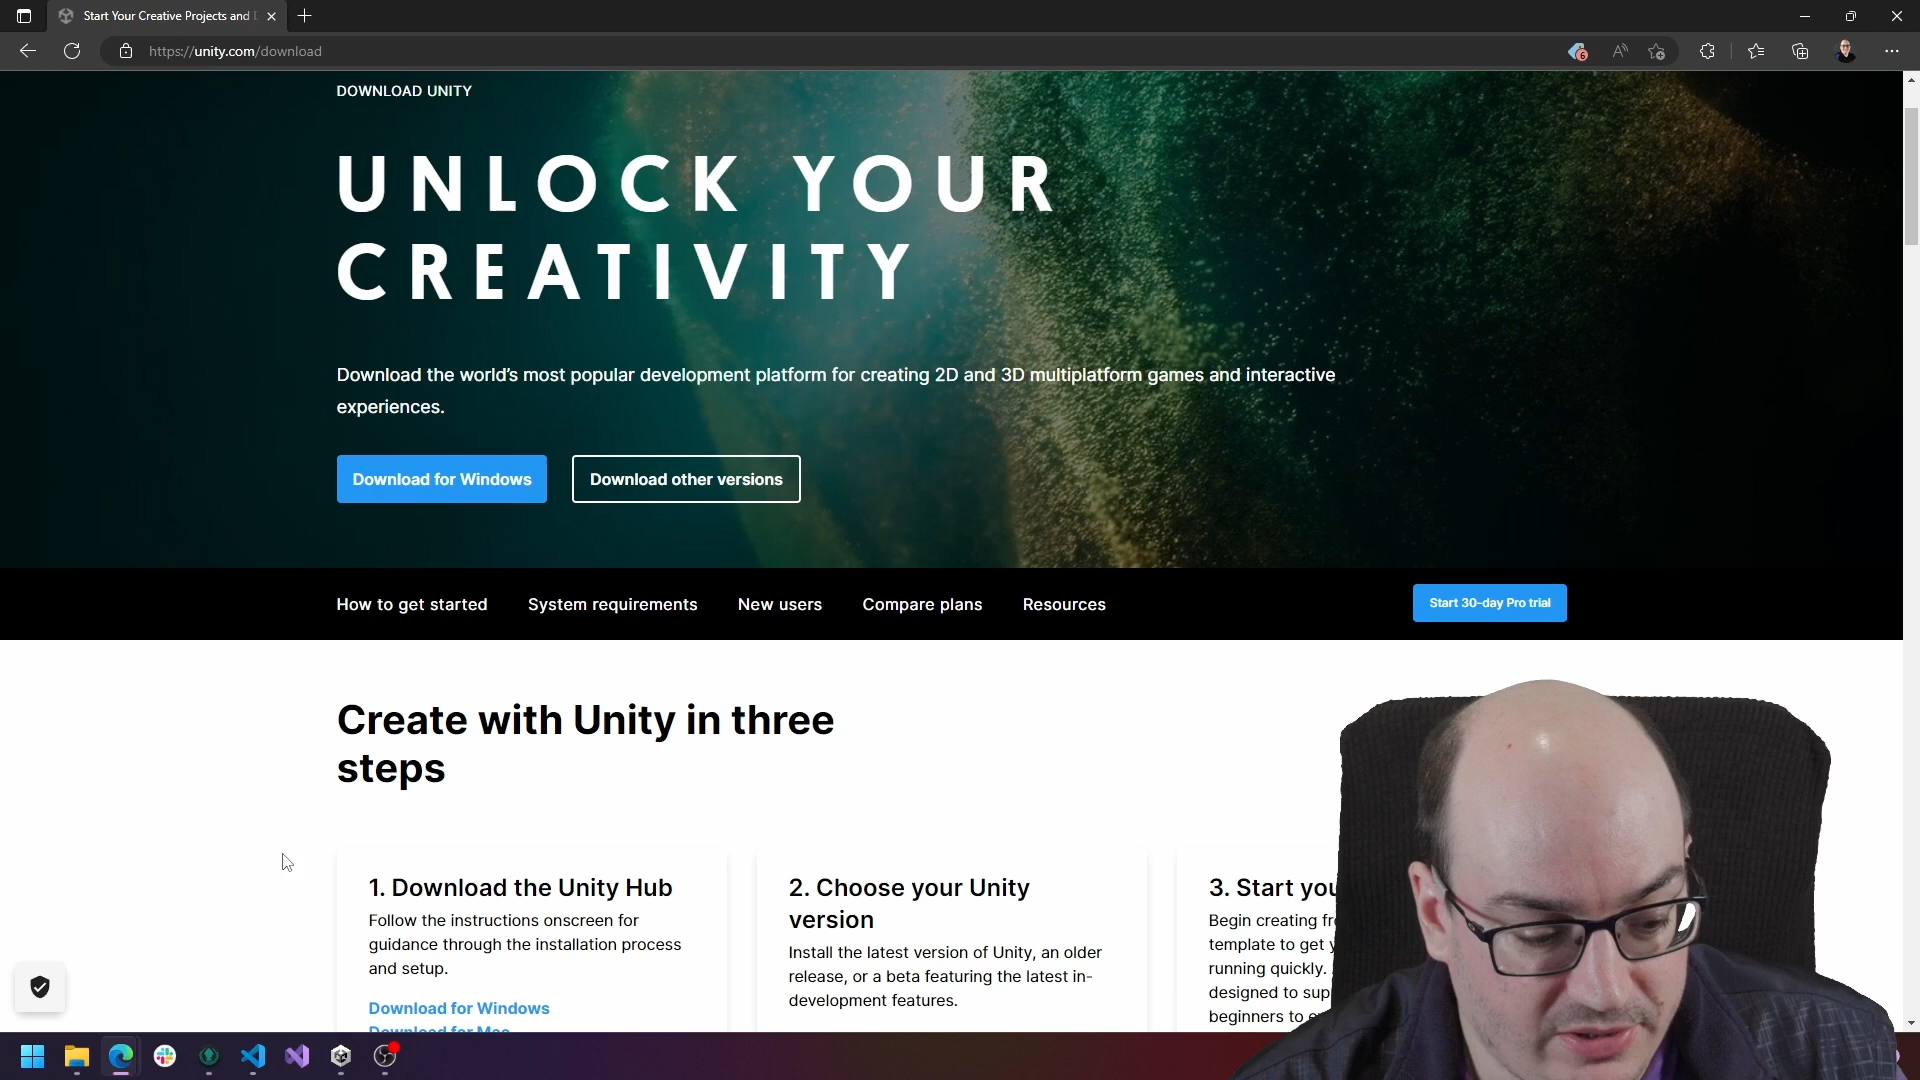 Start Your Creative Projects and
https://unity.com/download
6
DOWNLOAD UNITY
UNLOCK YOUR
CREATIVITY
Download the world's most popular development platform for creating 2D and 3D multiplatform games and interactive
experiences.
Download for Windows
Download other versions
How to get started
System requirements
New users
Compare plans
Resources
Start 30-day Pro trial
Create with Unity in three
steps
1. Download the Unity Hub
Follow the instructions onscreen for
guidance through the installation process
and setup.
Download for Windows
Download for Mac
2. Choose your Unity
version
Install the latest version of Unity, an older
release, or a beta featuring the latest in-
development features.
3. Start
Begin creating
template to get
running quickly.
designed to
beginners to